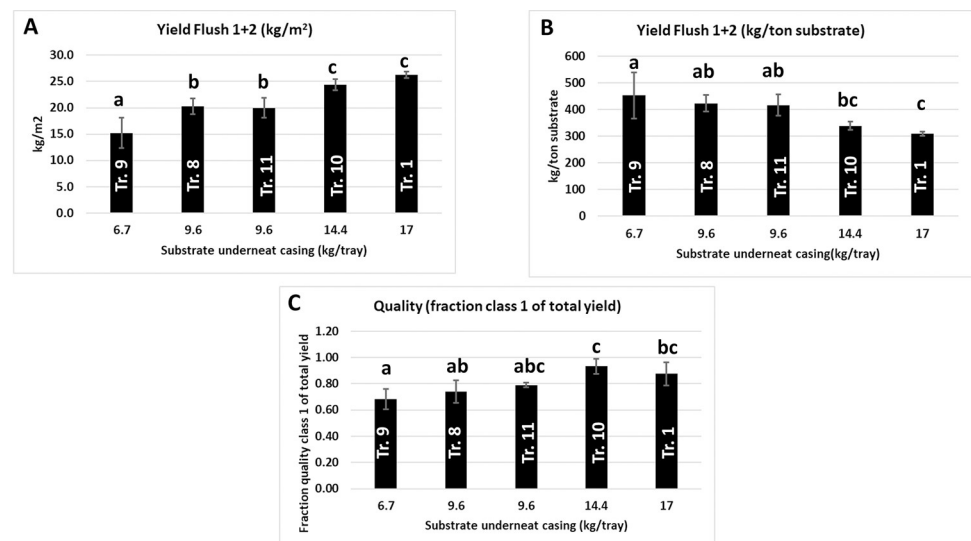 A
Yield Flush 1+2 (kg/m²)
30.0
25.0
20.0
15.0
10.0
5.0
0.0
kg/m2
a
b
b
c
c
Tr. 9
Tr. 8
Tr. 11
Tr. 10
Tr. 1
6.7
9.6
9.6
14.4
17
Substrate underneat casing (kg/tray)
B
Yield Flush 1+2 (kg/ton substrate)
600
500
400
300
200
100
0
kg/ton substrate
a
ab
ab
bc
c
Tr. 9
Tr. 8
Tr. 11
Tr. 10
Tr. 1
6.7
9.6
9.6
14.4
17
Substrate underneat casing(kg/tray)
C
Quality (fraction class 1 of total yield)
1.20
1.00
0.80
0.60
0.40
0.20
0.00
Fraction quality class 1 of total yield
a
ab
abc
c
bc
Tr. 9
Tr. 8
Tr. 11
Tr. 10
Tr. 1
6.7
9.6
9.6
14.4
17
Substrate underneat casing (kg/tray)